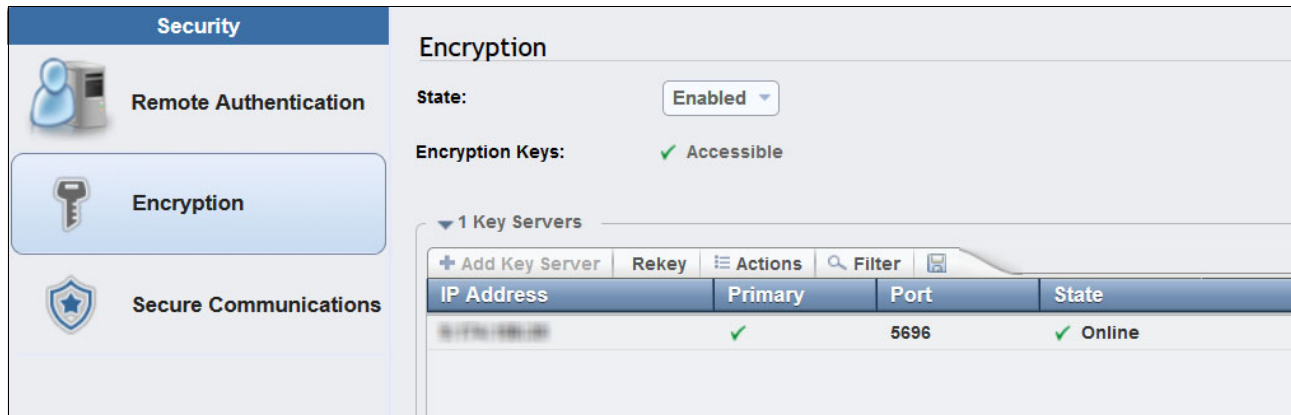 Security
Remote Authentication
Encryption
Secure Communications
Encryption
State: Enabled
Encryption Keys: Accessible
1 Key Servers
Add Key Server Rekey Actions Filter
IP Address Primary Port State
5696 Online